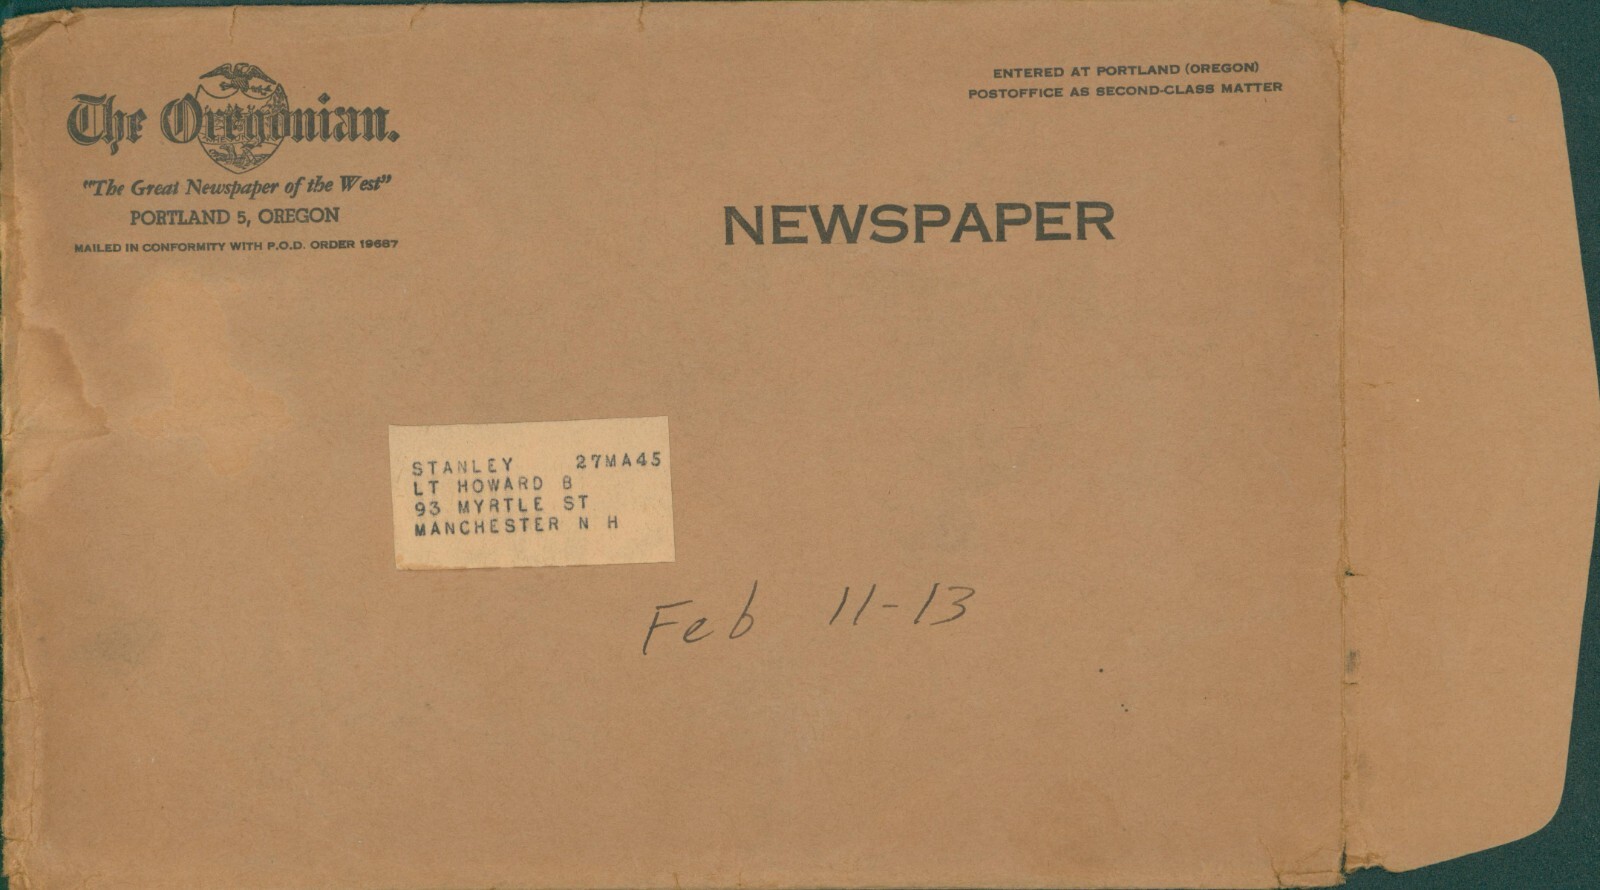 The Oregonian.
"The Great Newspaper of the West"
PORTLAND 5, OREGON
MAILED IN CONFORMITY WITH P.O.D. ORDER 19687
ENTERED AT PORTLAND (OREGON)
POSTOFFICE AS SECOND-CLASS MATTER
NEWSPAPER
STANLEY 27MA45
LT HOWARD B
93 MYRTLE ST
MANCHESTER N H
Feb 11-13